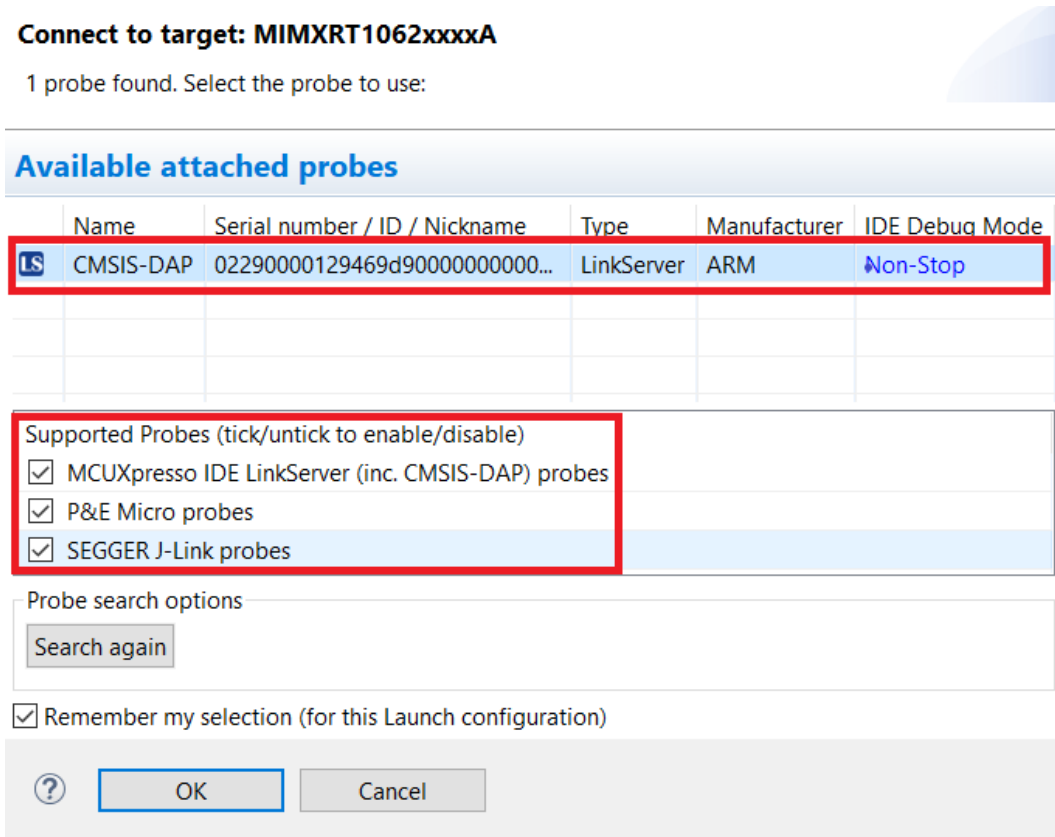 Connect to target: MIMXRT1062xxxxA
1 probe found. Select the probe to use:
Available attached probes
Name Serial number / ID / Nickname Type Manufacturer IDE Debug Mode
LS CMSIS-DAP 02290000129469d90000000000... LinkServer ARM Non-Stop
Supported Probes (tick/untick to enable/disable)
MCUXpresso IDE LinkServer (inc. CMSIS-DAP) probes
P&E Micro probes
SEGGER J-Link probes
Probe search options
Search again
Remember my selection (for this Launch configuration)
? OK Cancel